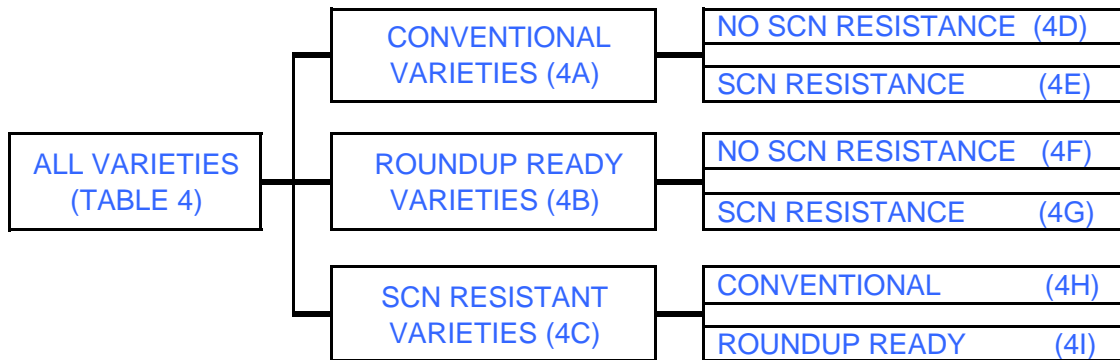 CONVENTIONAL
VARIETIES (4A)
NO SCN RESISTANCE (4D)
SCN RESISTANCE (4E)
ALL VARIETIES
(TABLE 4)
ROUNDUP READY
VARIETIES (4B)
NO SCN RESISTANCE (4F)
SCN RESISTANCE (4G)
SCN RESISTANT
VARIETIES (4C)
CONVENTIONAL (4H)
ROUNDUP READY (4I)